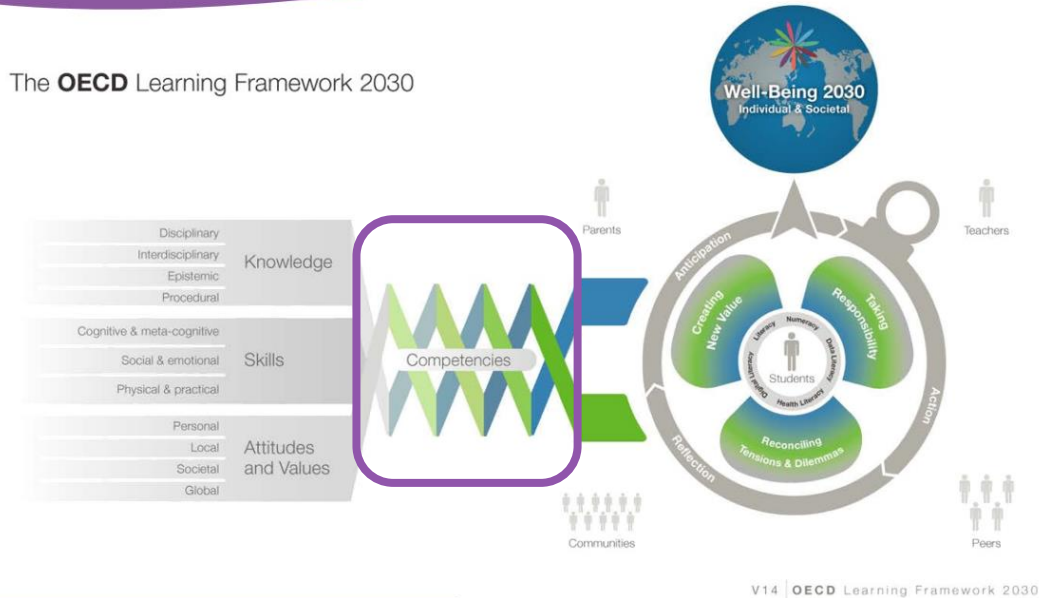 The OECD Learning Framework 2030
Well-Being 2030
Individual & Societal
Parents
Teachers
Disciplinary
Interdisciplinary
Epistemic
Procedural
Knowledge
Cognitive & meta-cognitive
Social & emotional
Physical & practical
Skills
Personal
Local
Societal
Global
Attitudes
and Values
Competencies
Anticipation
Action
Reflection
Creating
New Value
Taking
Responsibility
Reconciling
Tensions & Dilemmas
Literacy
Numeracy
Data Literacy
Health Literacy
Digital Literacy
Students
Communities
Peers
V14 | OECD Learning Framework 2030